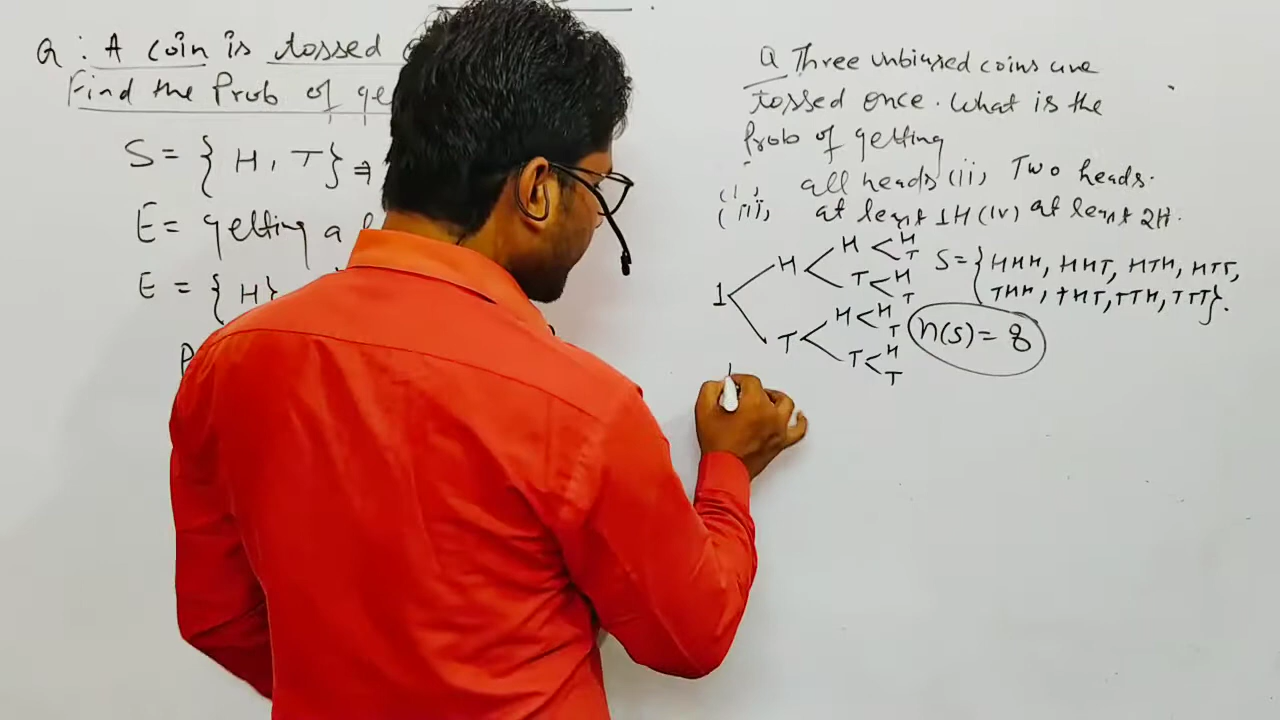 Q : A coin is tossed
Find the Prob of ge
S = { H, T } ⇒
E = getting a
E = { H }
P
Q Three unbiased coins are
tossed once. What is the
Prob of getting
(i) all heads (ii) Two heads.
(iii) at least 1H (iv) at least 2H.
1
H
T
H
T
H
T
H
T
H
T
H
T
H
T
S = { HHH, HHT, HTH, HTT,
THH, THT, TTH, TTT }.
n(s) = 8